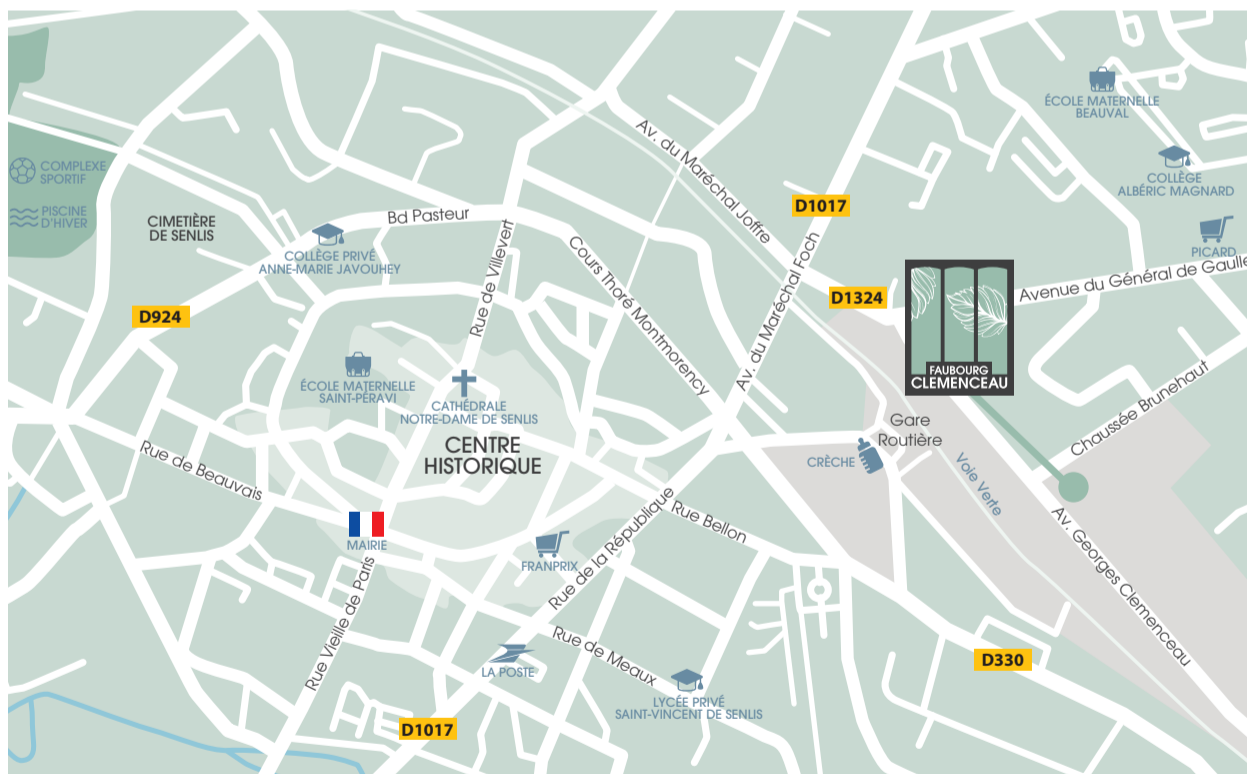 ÉCOLE MATERNELLE
BEAUVAL
Av. du Maréchal Joffre
COLLÈGE
ALBÉRIC MAGNARD
COMPLEXE
SPORTIF
PISCINE
D'HIVER
CIMETIÈRE
DE SENLIS
Bd Pasteur
D1017
COLLÈGE PRIVÉ
ANNE-MARIE JAVOUHEY
Rue de Villevert
Cours Thoré Montmorency
Av. du Maréchal Foch
PICARD
Avenue du Général de Gaulle
D1324
D924
FAUBOURG
CLEMENCEAU
ÉCOLE MATERNELLE
SAINT-PÉRAVI
CATHÉDRALE
NOTRE-DAME DE SENLIS
Chaussée Brunehaut
CENTRE
HISTORIQUE
Gare
Routière
CRÈCHE
Voie Verte
Rue de Beauvais
Rue Bellon
MAIRIE
FRANPRIX
Rue de la République
Av. Georges Clemenceau
Rue Vieille de Paris
Rue de Meaux
LA POSTE
D330
LYCÉE PRIVÉ
SAINT-VINCENT DE SENLIS
D1017